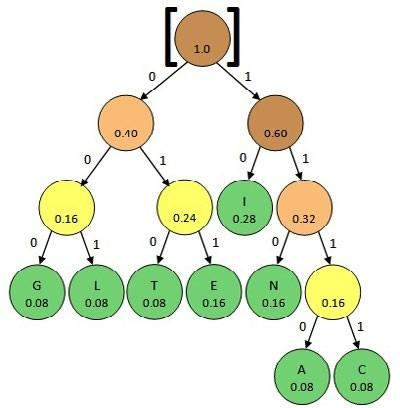 [ 1.0 ]
0 1
0.40 0.60
0 1 0 1
0.16 0.24 I 0.28 0.32
0 1 0 1 0 1
G 0.08 L 0.08 T 0.08 E 0.16 N 0.16 0.16
0 1
A 0.08 C 0.08